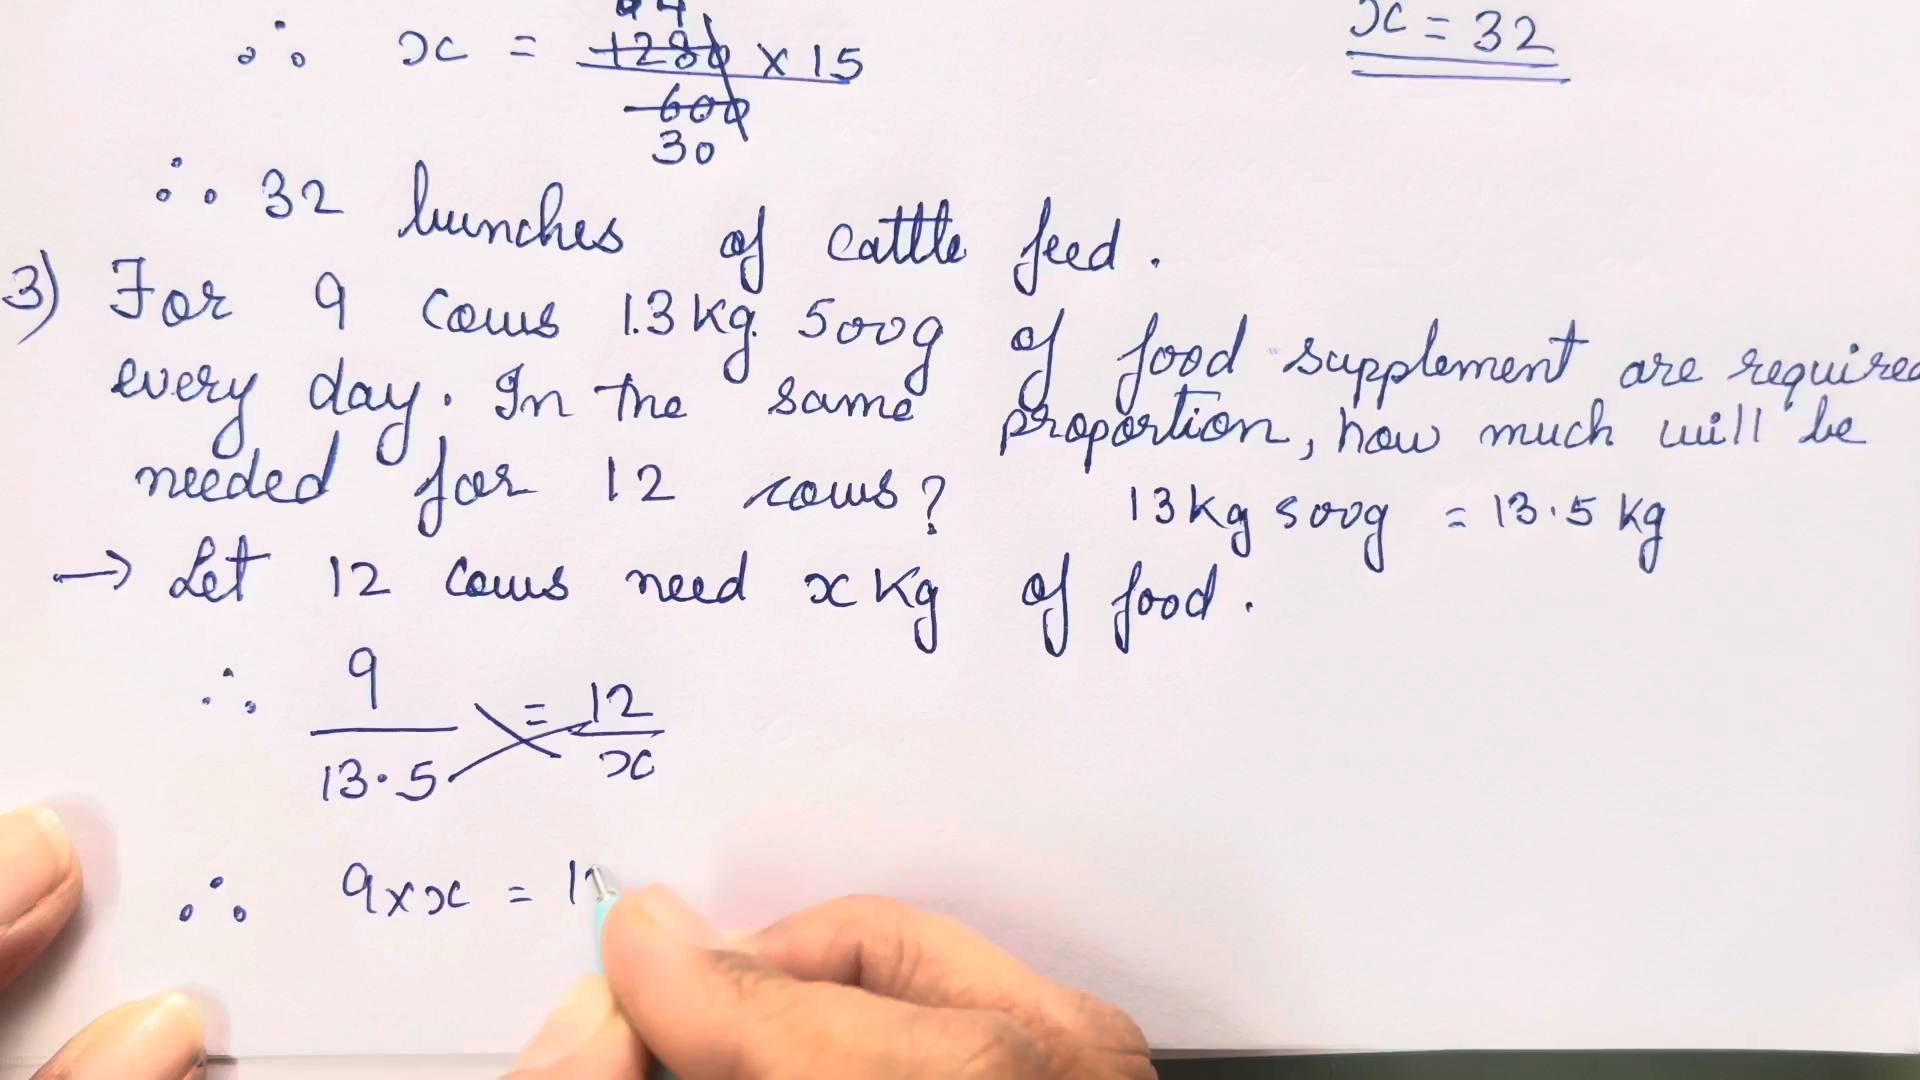 ∴ x = 1280 × 15
600
30
x = 32
∴ 32 bunches of cattle feed.
3) For 9 cows 13 kg 500g of food supplement are required
every day. In the same proportion, how much will be
needed for 12 cows?
13 kg 500g = 13.5 kg
→ Let 12 cows need x kg of food.
∴ 9 = 12
13.5 x
∴ 9 × x =